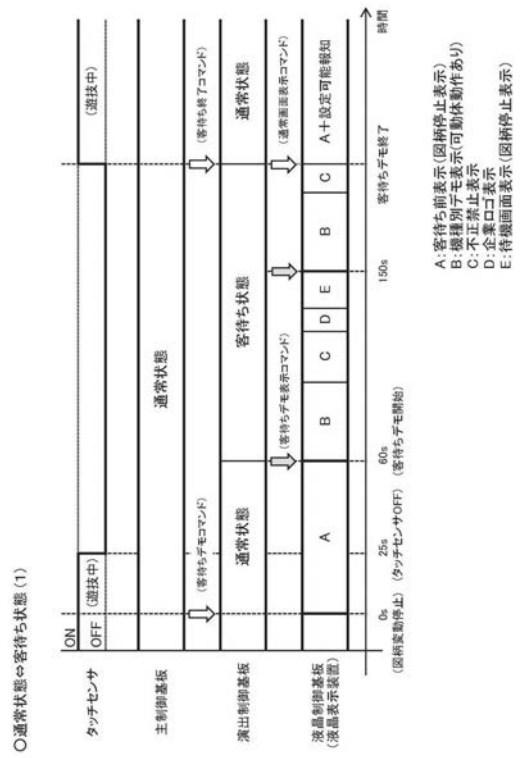 ○通常状態⇔客待ち状態(1)
タッチセンサ
ON
OFF
(遊技中)
(遊技中)
主制御基板
通常状態
(客待ちデモコマンド)
(客待ち終了コマンド)
演出制御基板
通常状態
客待ち状態
通常状態
(客待ちデモ表示コマンド)
(通常画面表示コマンド)
液晶制御基板
(液晶表示装置)
A
B
C
D
E
B
C
A+設定可能報知
0s
25s
60s
150s
客待ちデモ終了
時間
(図柄変動停止)
(タッチセンサOFF)
(客待ちデモ開始)
A:客待ち前表示(図柄停止表示)
B:機種別デモ表示(可動体動作あり)
C:不正禁止表示
D:企業ロゴ表示
E:待機画面表示(図柄停止表示)